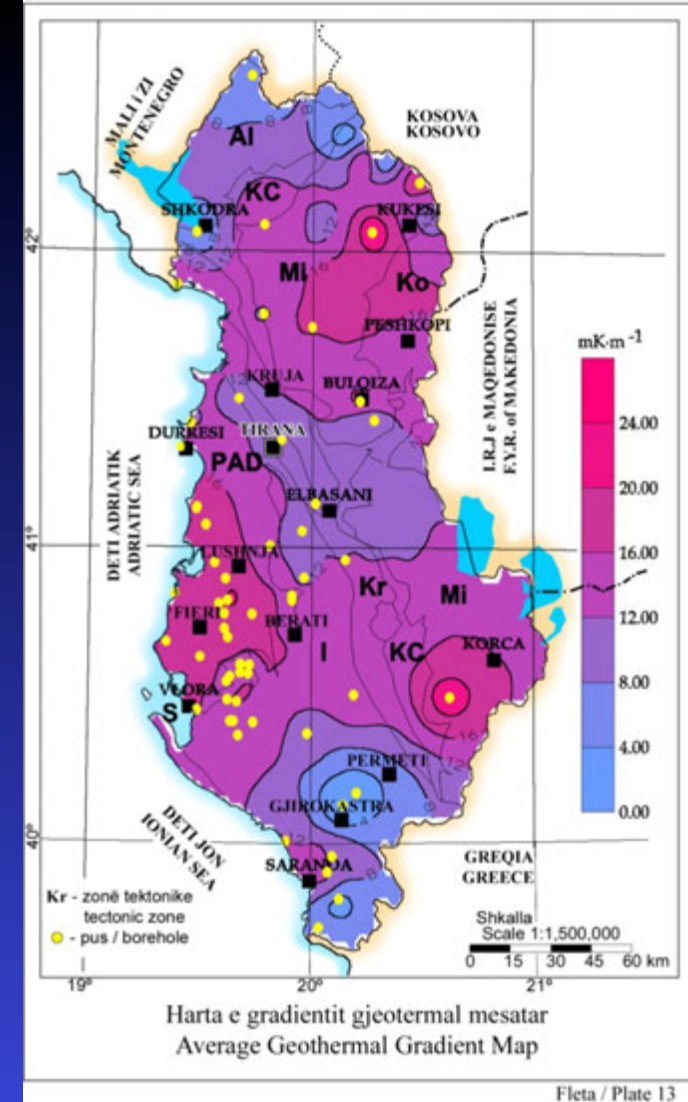 MALI i ZI
MONTENEGRO
KOSOVA
KOSOVO
Al
KC
SHKODRA
KUKESI
42°
Mi
Ko
PESHKOPI
mK·m⁻¹
KRUJA
BULQIZA
24.00
DURRESI
TIRANA
PAD
20.00
I.R.J e MAQEDONISE
F.Y.R. of MAKEDONIA
DETI ADRIATIK
ADRIATIC SEA
ELBASANI
41°
16.00
LUSHNJA
Kr
Mi
12.00
FIERI
BERATI
I
KC
KORCA
8.00
VLORA
S
4.00
PERMETI
GJIROKASTRA
0.00
40°
DETI JON
IONIAN SEA
SARANDA
GREQIA
GREECE
Kr - zonë tektonike
tectonic zone
- pus / borehole
Shkalla
Scale 1:1,500,000
0 15 30 45 60 km
19° 20° 21°
Harta e gradientit gjeotermal mesatar
Average Geothermal Gradient Map
Fleta / Plate 13